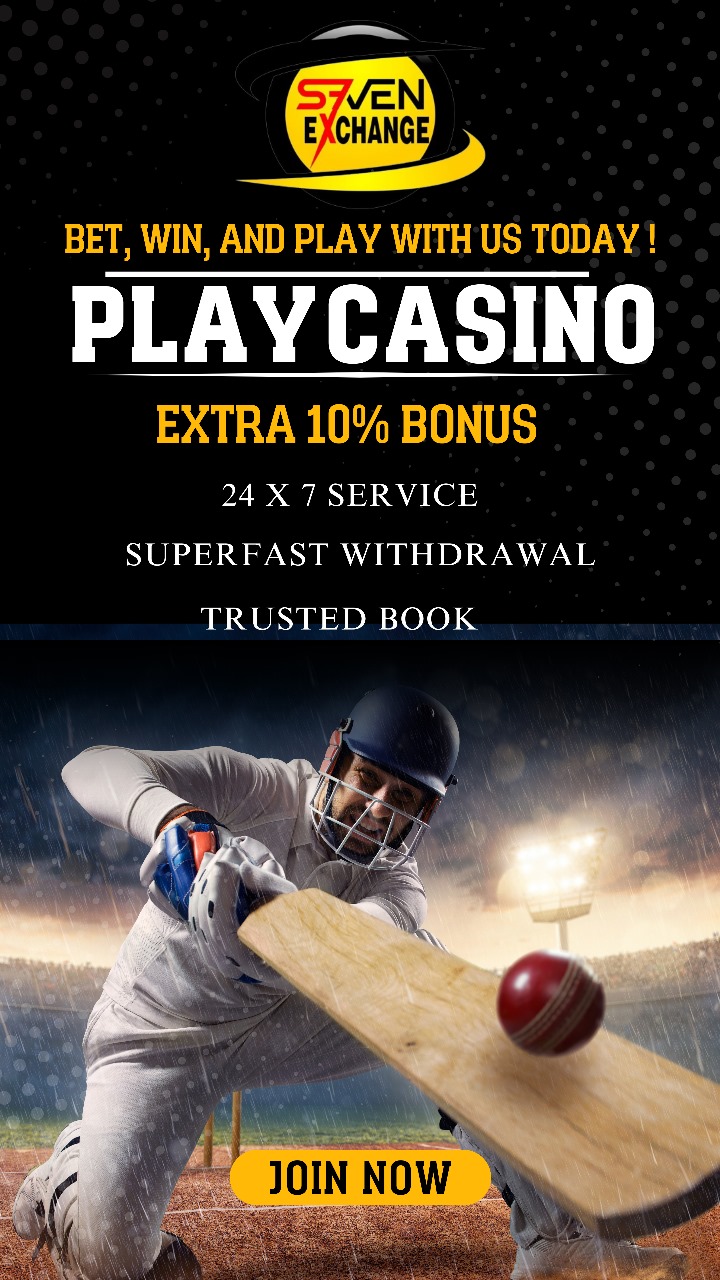 S7VEN
EXCHANGE
BET, WIN, AND PLAY WITH US TODAY !
PLAYCASINO
EXTRA 10% BONUS
24 X 7 SERVICE
SUPERFAST WITHDRAWAL
TRUSTED BOOK
JOIN NOW